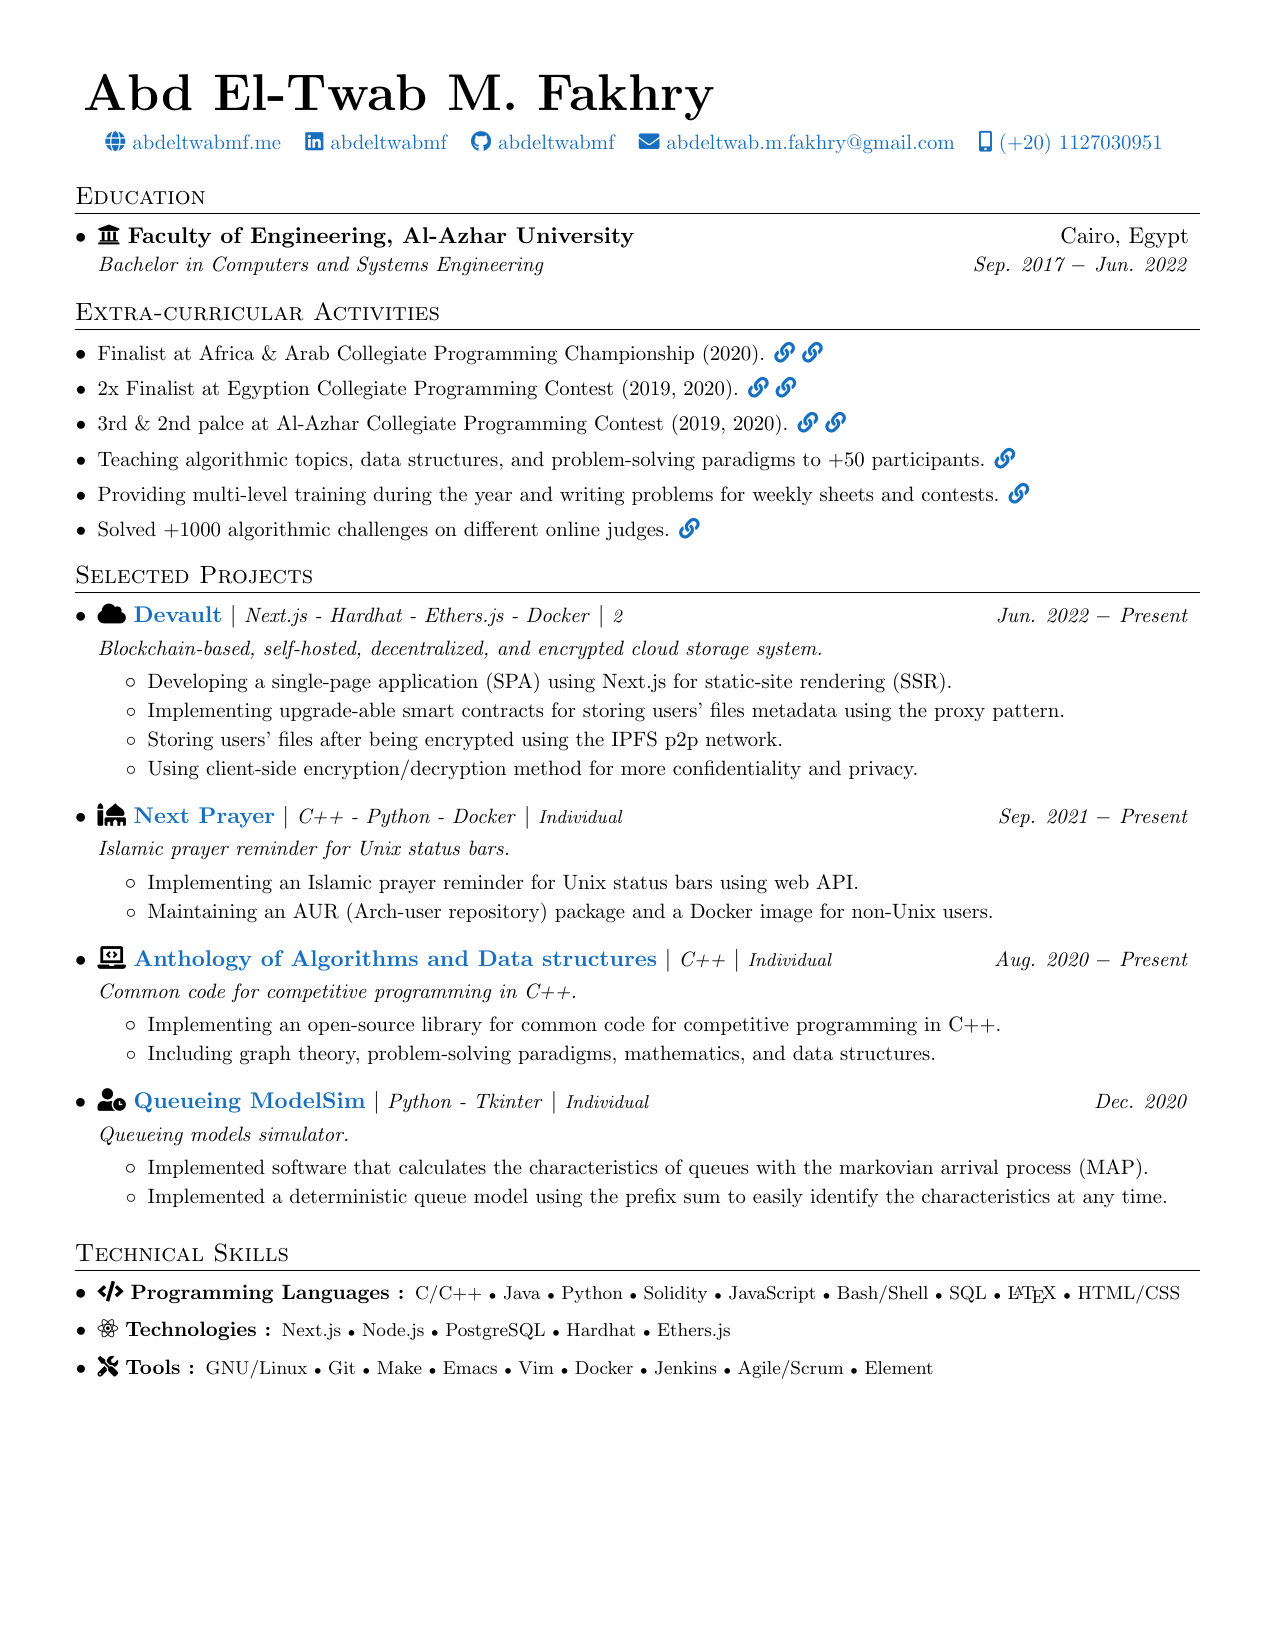 Abd El-Twab M. Fakhry
abdeltwabmf.me abdeltwabmf abdeltwabmf abdeltwab.m.fakhry@gmail.com (+20) 1127030951
Education
• Faculty of Engineering, Al-Azhar University Cairo, Egypt
Bachelor in Computers and Systems Engineering Sep. 2017 – Jun. 2022
Extra-curricular Activities
• Finalist at Africa & Arab Collegiate Programming Championship (2020).
• 2x Finalist at Egyption Collegiate Programming Contest (2019, 2020).
• 3rd & 2nd palce at Al-Azhar Collegiate Programming Contest (2019, 2020).
• Teaching algorithmic topics, data structures, and problem-solving paradigms to +50 participants.
• Providing multi-level training during the year and writing problems for weekly sheets and contests.
• Solved +1000 algorithmic challenges on different online judges.
Selected Projects
• Devault | Next.js - Hardhat - Ethers.js - Docker | 2 Jun. 2022 – Present
Blockchain-based, self-hosted, decentralized, and encrypted cloud storage system.
◦ Developing a single-page application (SPA) using Next.js for static-site rendering (SSR).
◦ Implementing upgrade-able smart contracts for storing users' files metadata using the proxy pattern.
◦ Storing users' files after being encrypted using the IPFS p2p network.
◦ Using client-side encryption/decryption method for more confidentiality and privacy.
• Next Prayer | C++ - Python - Docker | Individual Sep. 2021 – Present
Islamic prayer reminder for Unix status bars.
◦ Implementing an Islamic prayer reminder for Unix status bars using web API.
◦ Maintaining an AUR (Arch-user repository) package and a Docker image for non-Unix users.
• Anthology of Algorithms and Data structures | C++ | Individual Aug. 2020 – Present
Common code for competitive programming in C++.
◦ Implementing an open-source library for common code for competitive programming in C++.
◦ Including graph theory, problem-solving paradigms, mathematics, and data structures.
• Queueing ModelSim | Python - Tkinter | Individual Dec. 2020
Queueing models simulator.
◦ Implemented software that calculates the characteristics of queues with the markovian arrival process (MAP).
◦ Implemented a deterministic queue model using the prefix sum to easily identify the characteristics at any time.
Technical Skills
• Programming Languages : C/C++ • Java • Python • Solidity • JavaScript • Bash/Shell • SQL • LATEX • HTML/CSS
• Technologies : Next.js • Node.js • PostgreSQL • Hardhat • Ethers.js
• Tools : GNU/Linux • Git • Make • Emacs • Vim • Docker • Jenkins • Agile/Scrum • Element